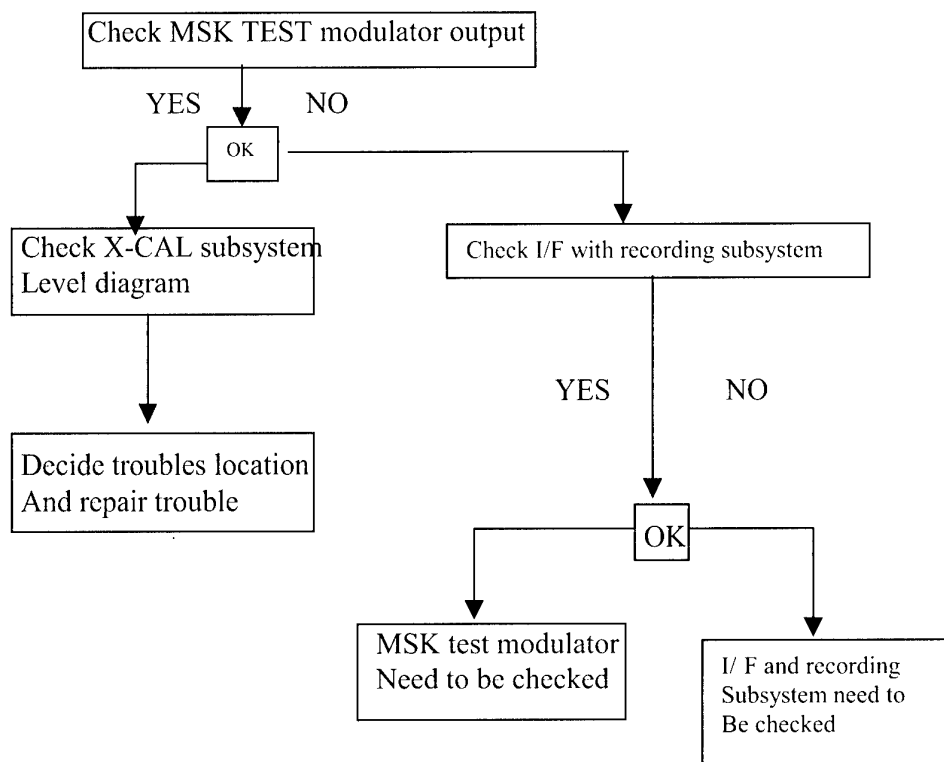 Check MSK TEST modulator output
YES NO
OK
Check X-CAL subsystem
Level diagram
Check I/F with recording subsystem
YES NO
Decide troubles location
And repair trouble
OK
MSK test modulator
Need to be checked
I/ F and recording
Subsystem need to
Be checked